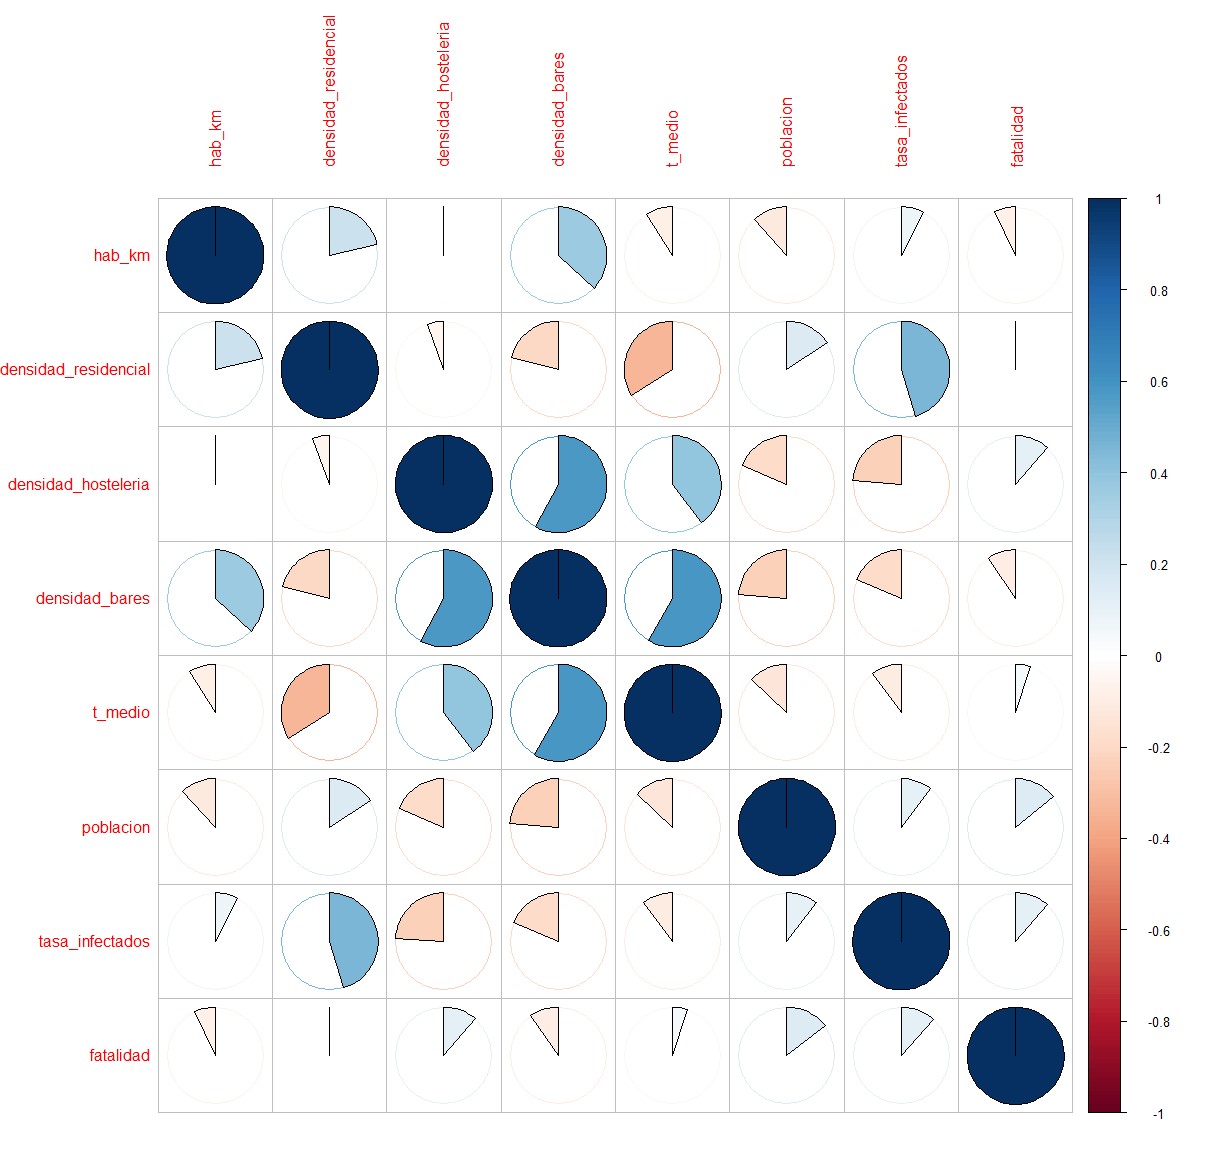 hab_km
densidad_residencial
densidad_hosteleria
densidad_bares
t_medio
poblacion
tasa_infectados
fatalidad
hab_km
densidad_residencial
densidad_hosteleria
densidad_bares
t_medio
poblacion
tasa_infectados
fatalidad
1
0.8
0.6
0.4
0.2
0
-0.2
-0.4
-0.6
-0.8
-1